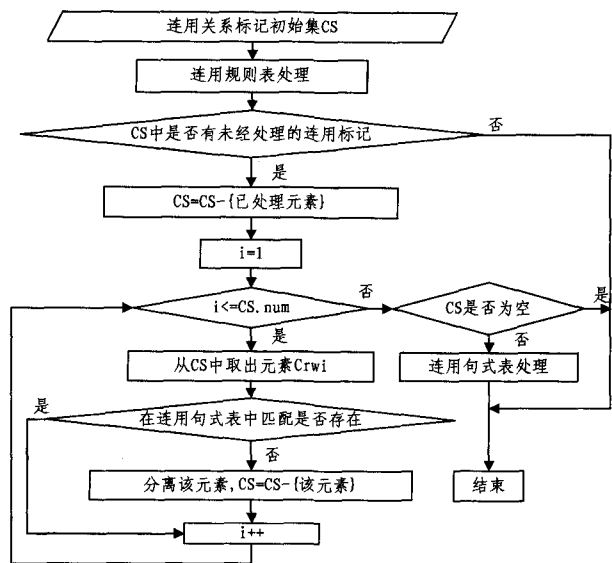 连用关系标记初始集CS
连用规则表处理
CS中是否有未经处理的连用标记
否
是
CS=CS-{已处理元素}
i=1
i<=CS.num
否
CS是否为空
是
是
否
从CS中取出元素Crwi
连用句式表处理
是
在连用句式表中匹配是否存在
否
分离该元素,CS=CS-{该元素}
结束
i++